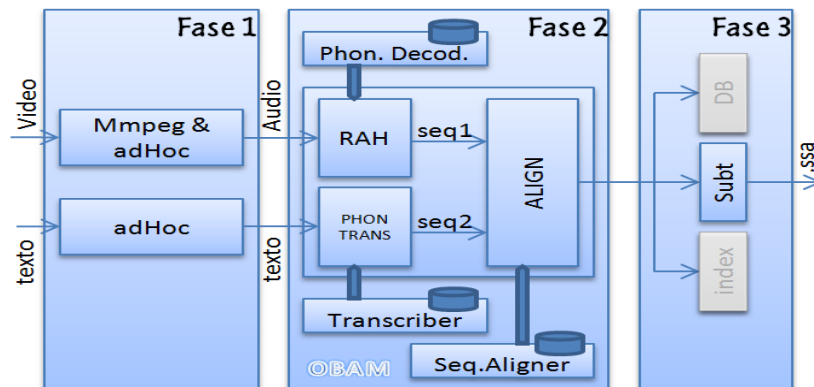 Fase 1
Fase 2
Fase 3
Phon. Decod.
Video
Mmpeg &
adHoc
Audio
RAH
seq1
ALIGN
DB
Subt
.ssa
texto
adHoc
texto
PHON
TRANS
seq2
index
Transcriber
OBAM
Seq.Aligner